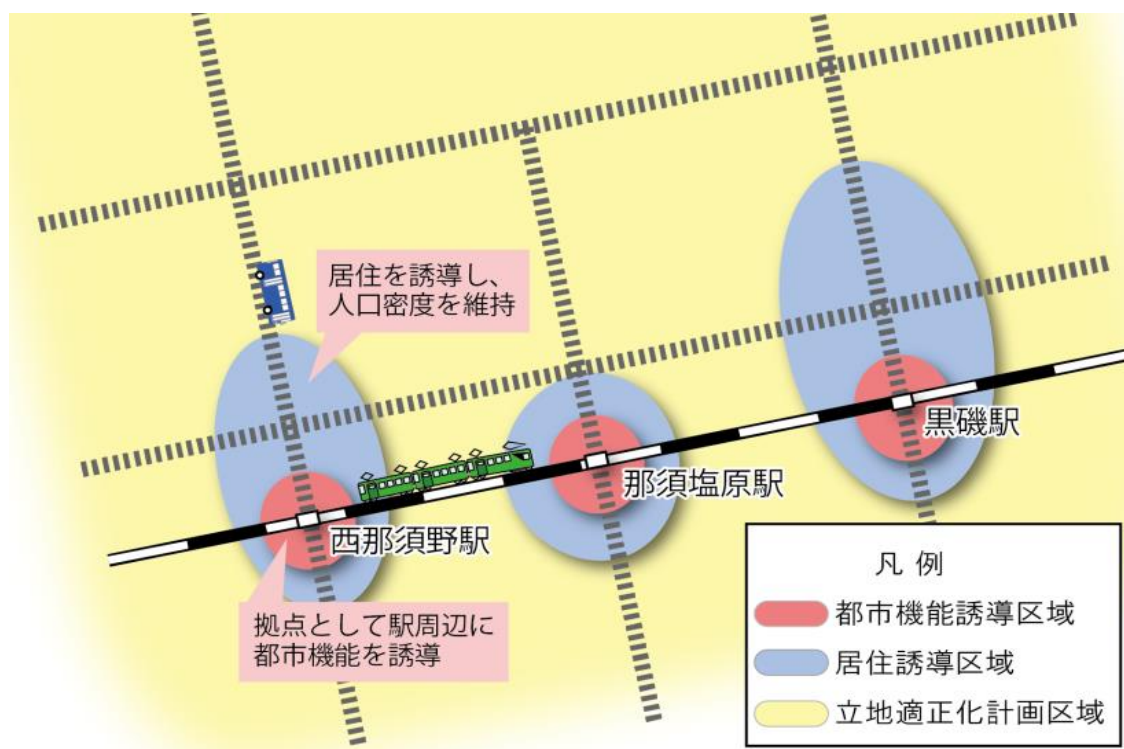 居住を誘導し、
人口密度を維持
黒磯駅
那須塩原駅
西那須野駅
拠点として駅周辺に
都市機能を誘導
凡例
都市機能誘導区域
居住誘導区域
立地適正化計画区域